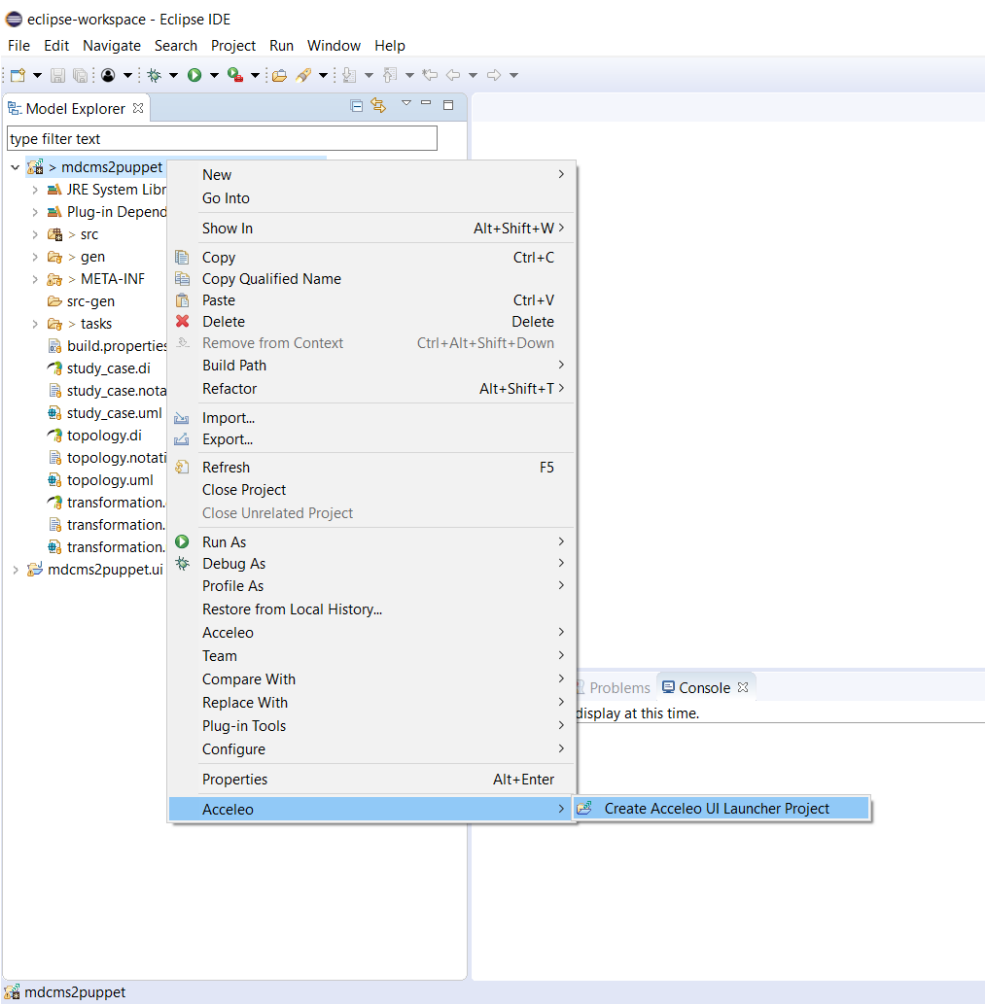 eclipse-workspace - Eclipse IDE
File Edit Navigate Search Project Run Window Help
Model Explorer
type filter text
> mdcms2puppet
JRE System Libr
Plug-in Depend
> src
> gen
> META-INF
src-gen
> tasks
build.properties
study_case.di
study_case.nota
study_case.uml
topology.di
topology.notati
topology.uml
transformation.
transformation.
transformation.
mdcms2puppet.ui
New
Go Into
Show In Alt+Shift+W >
Copy Ctrl+C
Copy Qualified Name
Paste Ctrl+V
Delete Delete
Remove from Context Ctrl+Alt+Shift+Down
Build Path
Refactor Alt+Shift+T >
Import...
Export...
Refresh F5
Close Project
Close Unrelated Project
Run As
Debug As
Profile As
Restore from Local History...
Acceleo
Team
Compare With
Replace With
Plug-in Tools
Configure
Properties Alt+Enter
Acceleo
Create Acceleo UI Launcher Project
Problems Console
display at this time.
mdcms2puppet